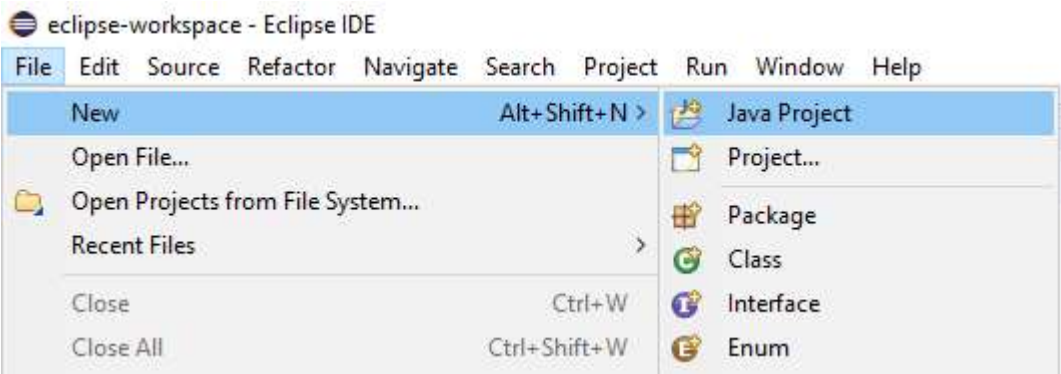 eclipse-workspace - Eclipse IDE
File Edit Source Refactor Navigate Search Project Run Window Help
New Alt+Shift+N >
Open File...
Open Projects from File System...
Recent Files >
Close Ctrl+W
Close All Ctrl+Shift+W
Java Project
Project...
Package
Class
Interface
Enum